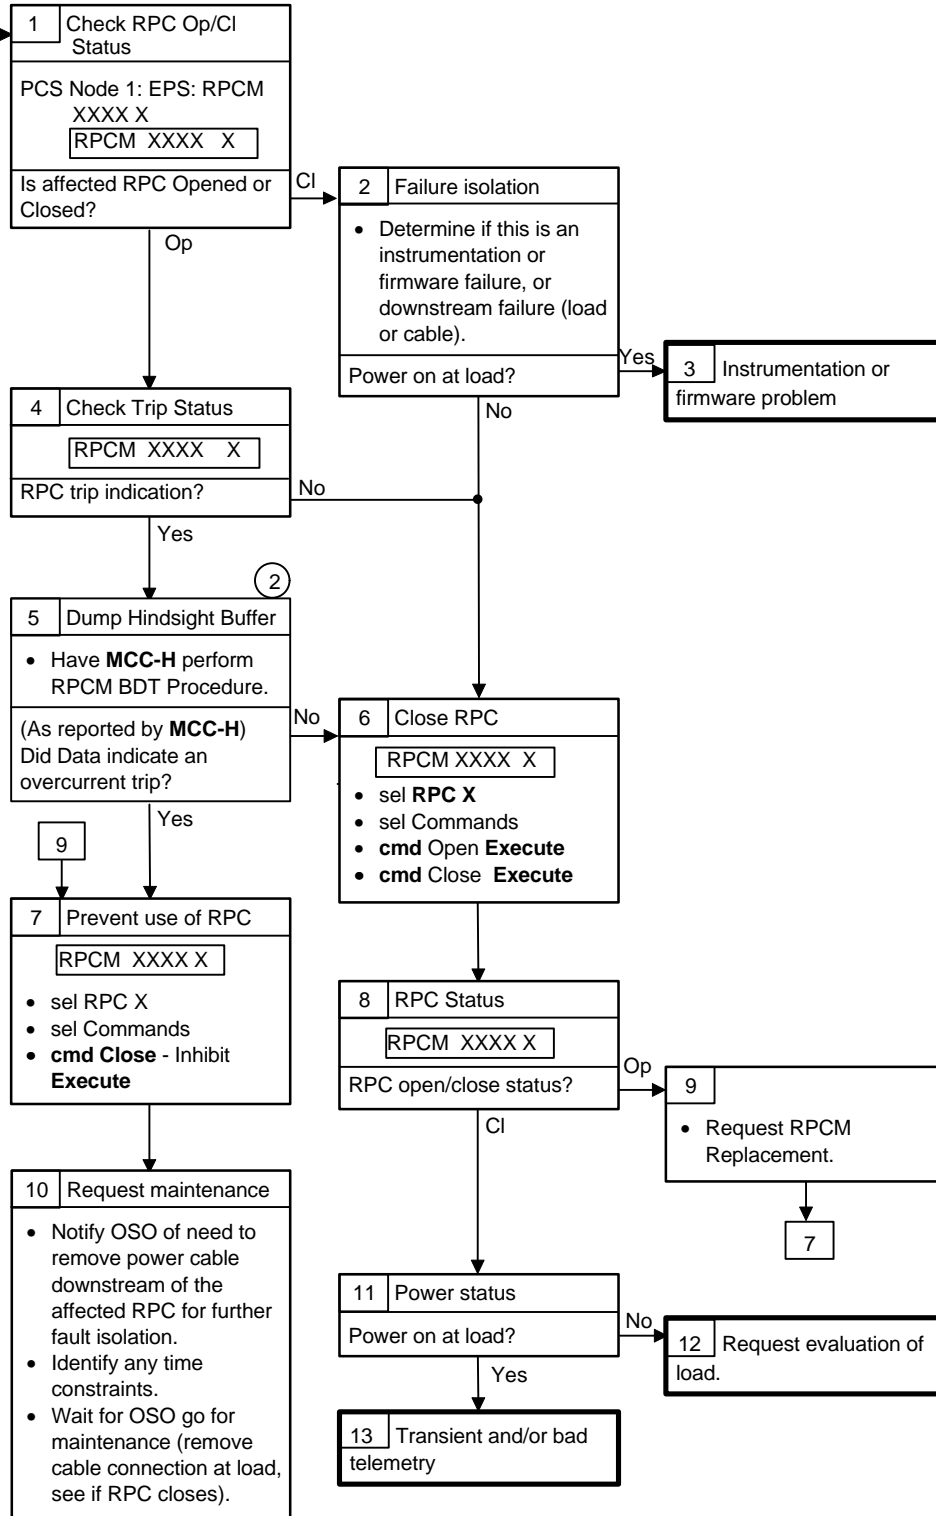 1 Check RPC Op/Cl
Status
PCS Node 1: EPS: RPCM
XXXX X
RPCM XXXX X
Is affected RPC Opened or
Closed?
Cl
Op
2 Failure isolation
• Determine if this is an
instrumentation or
firmware failure, or
downstream failure (load
or cable).
Power on at load?
Yes
No
3 Instrumentation or
firmware problem
4 Check Trip Status
RPCM XXXX X
RPC trip indication?
No
Yes
2
5 Dump Hindsight Buffer
• Have MCC-H perform
RPCM BDT Procedure.
(As reported by MCC-H)
Did Data indicate an
overcurrent trip?
No
Yes
6 Close RPC
RPCM XXXX X
• sel RPC X
• sel Commands
• cmd Open Execute
• cmd Close Execute
9
7 Prevent use of RPC
RPCM XXXX X
• sel RPC X
• sel Commands
• cmd Close - Inhibit
Execute
8 RPC Status
RPCM XXXX X
RPC open/close status?
Op
Cl
9
• Request RPCM
Replacement.
7
10 Request maintenance
• Notify OSO of need to
remove power cable
downstream of the
affected RPC for further
fault isolation.
• Identify any time
constraints.
• Wait for OSO go for
maintenance (remove
cable connection at load,
see if RPC closes).
11 Power status
Power on at load?
No
Yes
12 Request evaluation of
load.
13 Transient and/or bad
telemetry